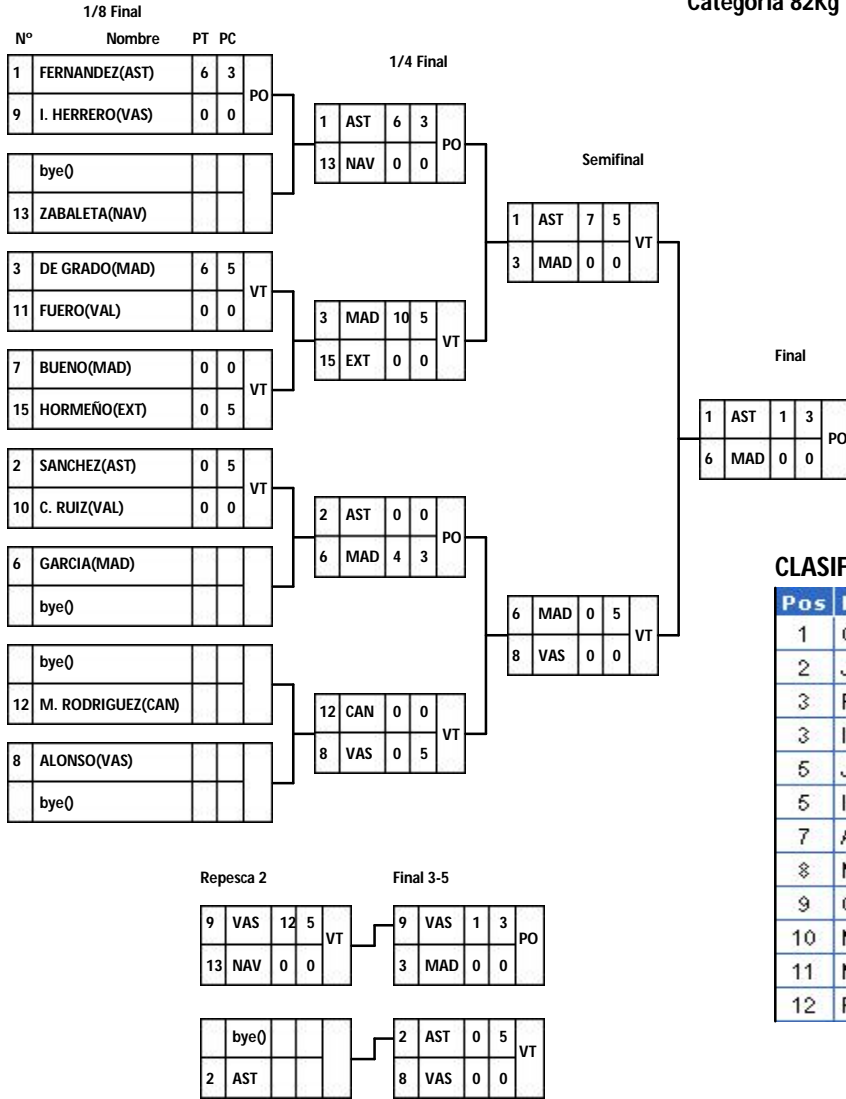 Categoría 82Kg
1/8 Final
Nº Nombre PT PC
1 FERNANDEZ(AST) 6 3 PO
9 I. HERRERO(VAS) 0 0
bye()
13 ZABALETA(NAV)
3 DE GRADO(MAD) 6 5 VT
11 FUERO(VAL) 0 0
7 BUENO(MAD) 0 0 VT
15 HORMEÑO(EXT) 0 5
2 SANCHEZ(AST) 0 5 VT
10 C. RUIZ(VAL) 0 0
6 GARCIA(MAD)
bye()
bye()
12 M. RODRIGUEZ(CAN)
8 ALONSO(VAS)
bye()
1/4 Final
1 AST 6 3 PO
13 NAV 0 0
3 MAD 10 5 VT
15 EXT 0 0
2 AST 0 0 PO
6 MAD 4 3
12 CAN 0 0 VT
8 VAS 0 5
Semifinal
1 AST 7 5 VT
3 MAD 0 0
6 MAD 0 5 VT
8 VAS 0 0
Final
1 AST 1 3 PO
6 MAD 0 0
Repesca 2
9 VAS 12 5 VT
13 NAV 0 0
bye()
2 AST
Final 3-5
9 VAS 1 3 PO
3 MAD 0 0
2 AST 0 5 VT
8 VAS 0 0
CLASIF
Pos
1
2
3
3
5
5
7
8
9
10
11
12